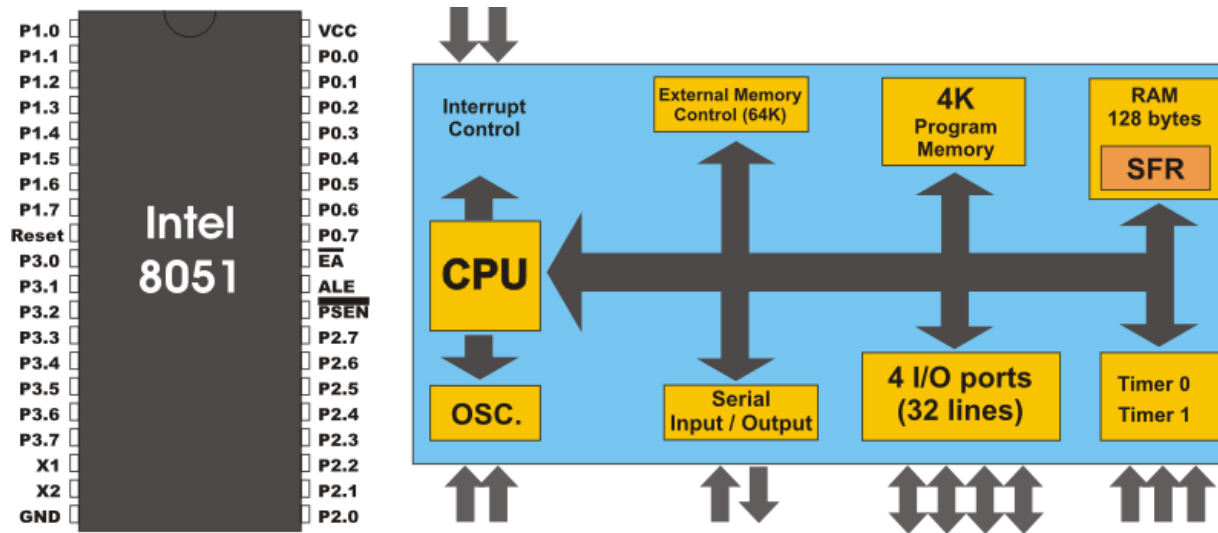 P1.0
P1.1
P1.2
P1.3
P1.4
P1.5
P1.6
P1.7
Reset
P3.0
P3.1
P3.2
P3.3
P3.4
P3.5
P3.6
P3.7
X1
X2
GND
Intel
8051
VCC
P0.0
P0.1
P0.2
P0.3
P0.4
P0.5
P0.6
P0.7
EA
ALE
PSEN
P2.7
P2.6
P2.5
P2.4
P2.3
P2.2
P2.1
P2.0
Interrupt
Control
External Memory
Control (64K)
4K
Program
Memory
RAM
128 bytes
SFR
CPU
OSC.
Serial
Input / Output
4 I/O ports
(32 lines)
Timer 0
Timer 1